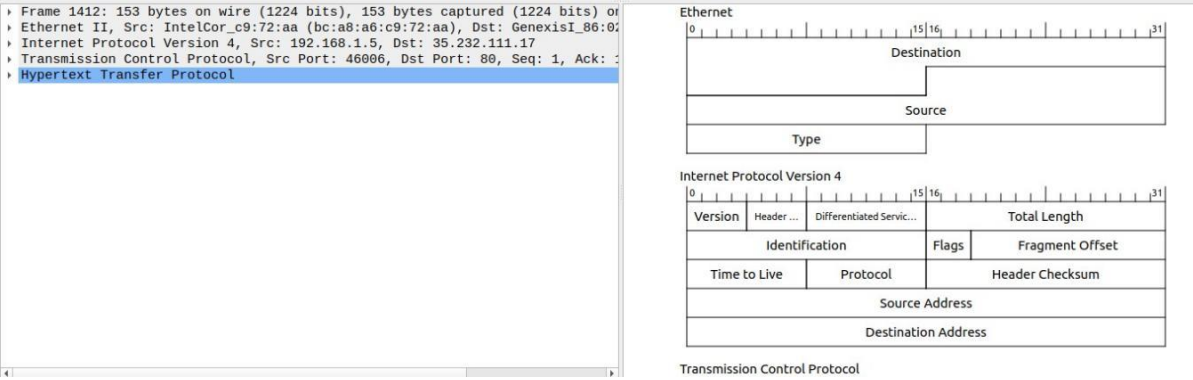 Frame 1412: 153 bytes on wire (1224 bits), 153 bytes captured (1224 bits) on
Ethernet II, Src: IntelCor_c9:72:aa (bc:a8:a6:c9:72:aa), Dst: GenexisI_86:02
Internet Protocol Version 4, Src: 192.168.1.5, Dst: 35.232.111.17
Transmission Control Protocol, Src Port: 46006, Dst Port: 80, Seq: 1, Ack: 1
Hypertext Transfer Protocol
Ethernet
0 15 16 31
Destination
Source
Type
Internet Protocol Version 4
0 15 16 31
Version Header ... Differentiated Servic... Total Length
Identification Flags Fragment Offset
Time to Live Protocol Header Checksum
Source Address
Destination Address
Transmission Control Protocol